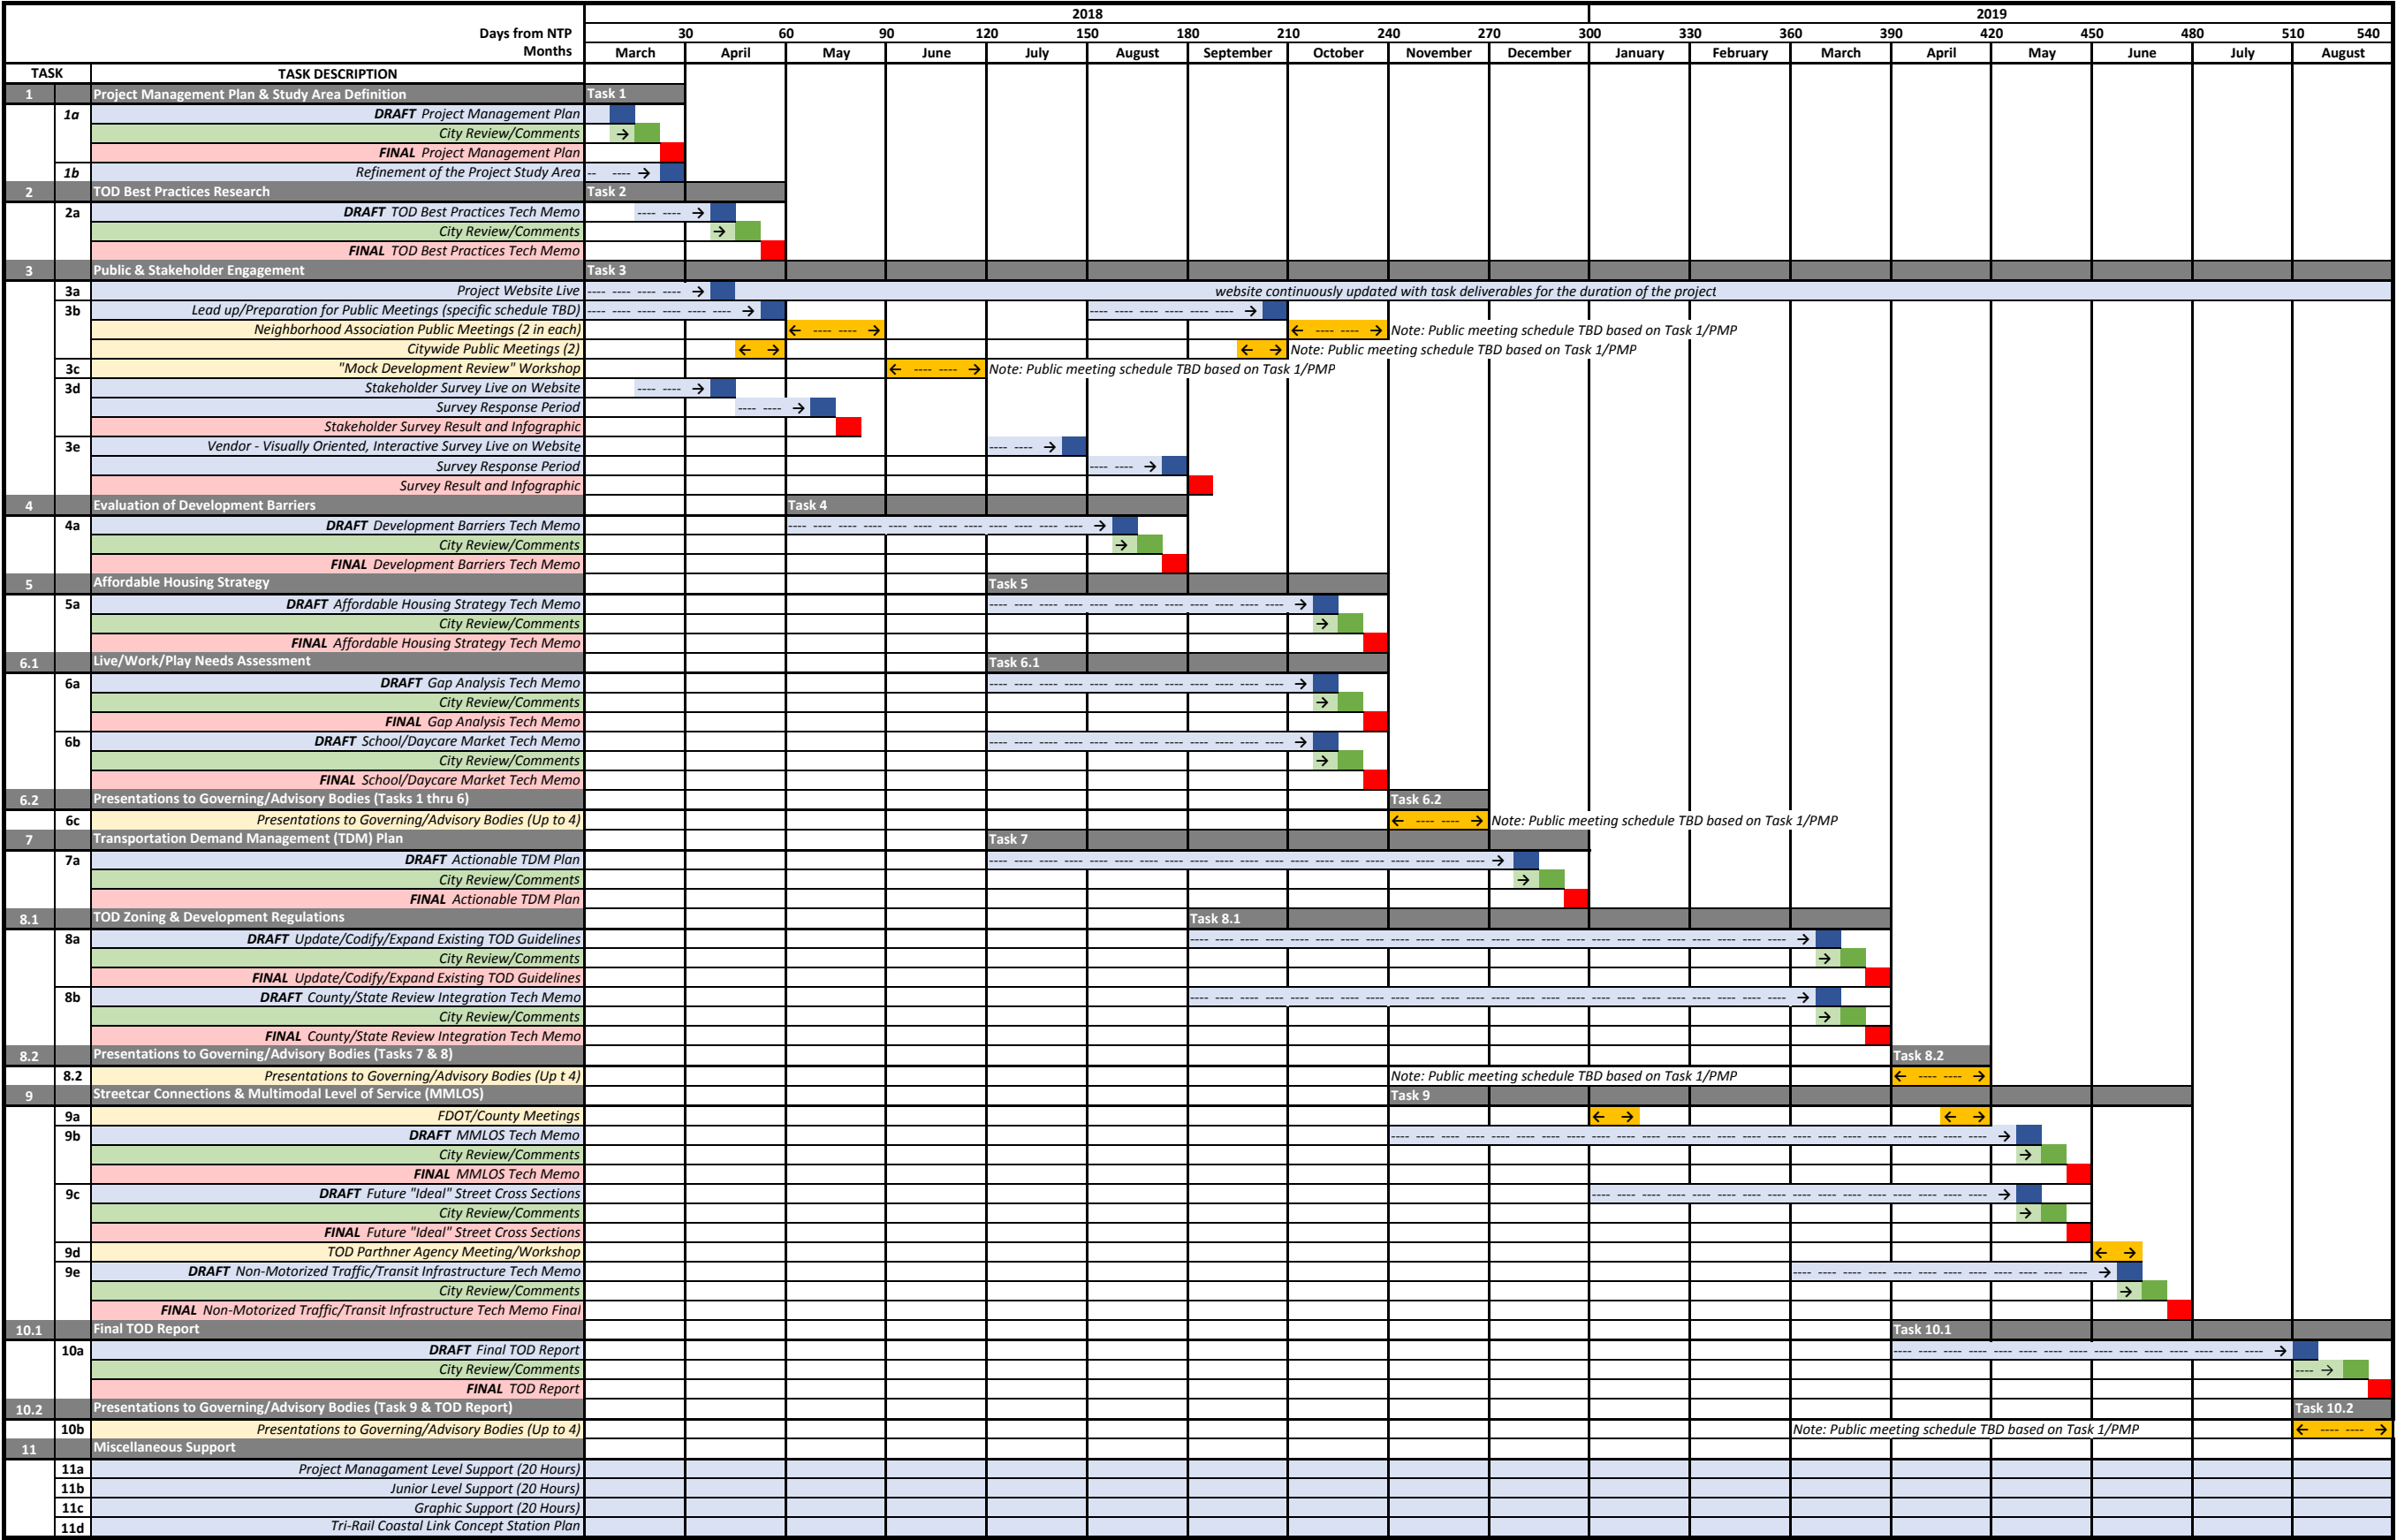 2018 2019
Days from NTP 30 60 90 120 150 180 210 240 270 300 330 360 390 420 450 480 510 540
Months March April May June July August September October November December January February March April May June July August
TASK TASK DESCRIPTION
1 Project Management Plan & Study Area Definition Task 1
1a DRAFT Project Management Plan
City Review/Comments →
FINAL Project Management Plan
1b Refinement of the Project Study Area -- ---- →
2 TOD Best Practices Research Task 2
2a DRAFT TOD Best Practices Tech Memo ---- ---- →
City Review/Comments →
FINAL TOD Best Practices Tech Memo
3 Public & Stakeholder Engagement Task 3
3a Project Website Live ---- ---- ---- ---- → website continuously updated with task deliverables for the duration of the project
3b Lead up/Preparation for Public Meetings (specific schedule TBD) ---- ---- ---- ---- ---- ---- → ---- ---- ---- ---- ---- ---- →
Neighborhood Association Public Meetings (2 in each) ← ---- ---- → ← ---- ---- → Note: Public meeting schedule TBD based on Task 1/PMP
Citywide Public Meetings (2) ← → ← → Note: Public meeting schedule TBD based on Task 1/PMP
3c "Mock Development Review" Workshop ← ---- ---- → Note: Public meeting schedule TBD based on Task 1/PMP
3d Stakeholder Survey Live on Website ---- ---- →
Survey Response Period ---- ---- →
Stakeholder Survey Result and Infographic
3e Vendor - Visually Oriented, Interactive Survey Live on Website ---- ---- →
Survey Response Period ---- ---- →
Survey Result and Infographic
4 Evaluation of Development Barriers Task 4
4a DRAFT Development Barriers Tech Memo ---- ---- ---- ---- ---- ---- ---- ---- ---- ---- ---- ---- →
City Review/Comments →
FINAL Development Barriers Tech Memo
5 Affordable Housing Strategy Task 5
5a DRAFT Affordable Housing Strategy Tech Memo ---- ---- ---- ---- ---- ---- ---- ---- ---- ---- ---- ---- →
City Review/Comments →
FINAL Affordable Housing Strategy Tech Memo
6.1 Live/Work/Play Needs Assessment Task 6.1
6a DRAFT Gap Analysis Tech Memo ---- ---- ---- ---- ---- ---- ---- ---- ---- ---- ---- ---- →
City Review/Comments →
FINAL Gap Analysis Tech Memo
6b DRAFT School/Daycare Market Tech Memo ---- ---- ---- ---- ---- ---- ---- ---- ---- ---- ---- ---- →
City Review/Comments →
FINAL School/Daycare Market Tech Memo
6.2 Presentations to Governing/Advisory Bodies (Tasks 1 thru 6) Task 6.2
6c Presentations to Governing/Advisory Bodies (Up to 4) ← ---- ---- → Note: Public meeting schedule TBD based on Task 1/PMP
7 Transportation Demand Management (TDM) Plan Task 7
7a DRAFT Actionable TDM Plan ---- ---- ---- ---- ---- ---- ---- ---- ---- ---- ---- ---- ---- ---- ---- ---- ---- ---- ---- ---- →
City Review/Comments →
FINAL Actionable TDM Plan
8.1 TOD Zoning & Development Regulations Task 8.1
8a DRAFT Update/Codify/Expand Existing TOD Guidelines ---- ---- ---- ---- ---- ---- ---- ---- ---- ---- ---- ---- ---- ---- ---- ---- ---- ---- ---- ---- ---- ---- ---- ---- →
City Review/Comments →
FINAL Update/Codify/Expand Existing TOD Guidelines
8b DRAFT County/State Review Integration Tech Memo ---- ---- ---- ---- ---- ---- ---- ---- ---- ---- ---- ---- ---- ---- ---- ---- ---- ---- ---- ---- ---- ---- ---- ---- →
City Review/Comments →
FINAL County/State Review Integration Tech Memo
8.2 Presentations to Governing/Advisory Bodies (Tasks 7 & 8) Task 8.2
8.2 Presentations to Governing/Advisory Bodies (Up t 4) Note: Public meeting schedule TBD based on Task 1/PMP ← ---- ---- →
9 Streetcar Connections & Multimodal Level of Service (MMLOS) Task 9
9a FDOT/County Meetings ← → ← →
9b DRAFT MMLOS Tech Memo ---- ---- ---- ---- ---- ---- ---- ---- ---- ---- ---- ---- ---- ---- ---- ---- ---- ---- ---- ---- ---- ---- ---- ---- →
City Review/Comments →
FINAL MMLOS Tech Memo
9c DRAFT Future "Ideal" Street Cross Sections ---- ---- ---- ---- ---- ---- ---- ---- ---- ---- ---- ---- ---- ---- ---- ---- →
City Review/Comments →
FINAL Future "Ideal" Street Cross Sections
9d TOD Parthner Agency Meeting/Workshop ← →
9e DRAFT Non-Motorized Traffic/Transit Infrastructure Tech Memo ---- ---- ---- ---- ---- ---- ---- ---- ---- ---- ---- ---- →
City Review/Comments →
FINAL Non-Motorized Traffic/Transit Infrastructure Tech Memo Final
10.1 Final TOD Report Task 10.1
10a DRAFT Final TOD Report ---- ---- ---- ---- ---- ---- ---- ---- ---- ---- ---- ---- ---- ---- ---- →
City Review/Comments ---- →
FINAL TOD Report
10.2 Presentations to Governing/Advisory Bodies (Task 9 & TOD Report) Task 10.2
10b Presentations to Governing/Advisory Bodies (Up to 4) Note: Public meeting schedule TBD based on Task 1/PMP ← ---- ---- →
11 Miscellaneous Support
11a Project Managament Level Support (20 Hours)
11b Junior Level Support (20 Hours)
11c Graphic Support (20 Hours)
11d Tri-Rail Coastal Link Concept Station Plan